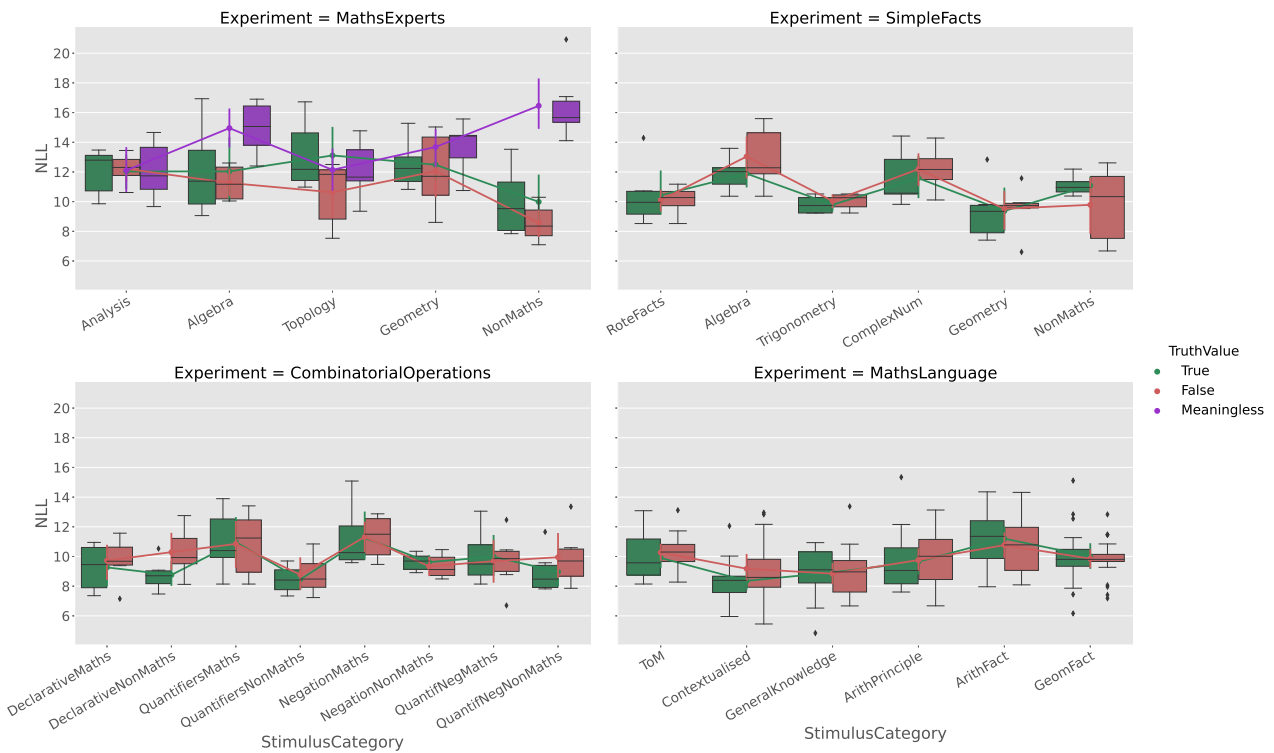 Experiment = MathsExperts
Experiment = SimpleFacts
NLL
20
18
16
14
12
10
8
6
Analysis
Algebra
Topology
Geometry
NonMaths
RoteFacts
Algebra
Trigonometry
ComplexNum
Geometry
NonMaths
TruthValue
True
False
Meaningless
Experiment = CombinatorialOperations
Experiment = MathsLanguage
NLL
20
18
16
14
12
10
8
6
DeclarativeMaths
DeclarativeNonMaths
QuantifiersMaths
QuantifiersNonMaths
NegationMaths
NegationNonMaths
QuantifNegMaths
QuantifNegNonMaths
ToM
Contextualised
GeneralKnowledge
ArithPrinciple
ArithFact
GeomFact
StimulusCategory
StimulusCategory